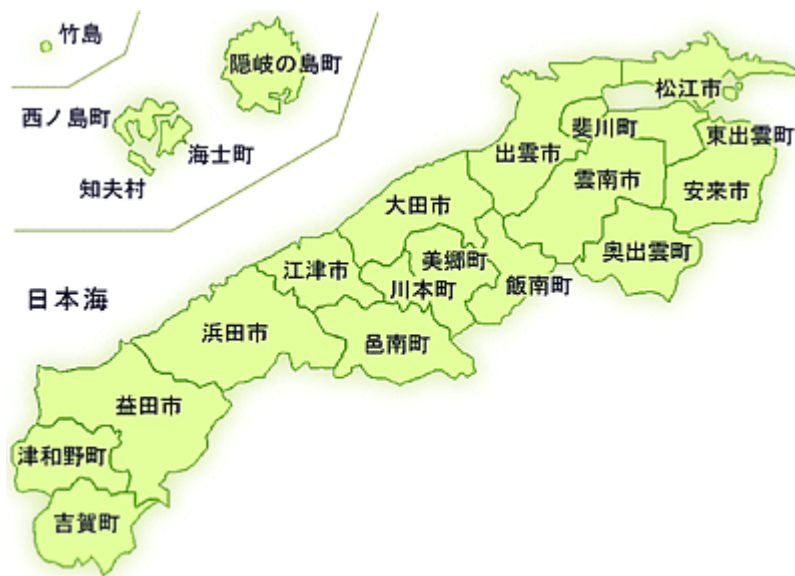 竹島
隠岐の島町
西ノ島町
海士町
知夫村
松江市
斐川町
東出雲町
出雲市
雲南市
安来市
大田市
奥出雲町
美郷町
江津市
川本町
飯南町
日本海
浜田市
邑南町
益田市
津和野町
吉賀町